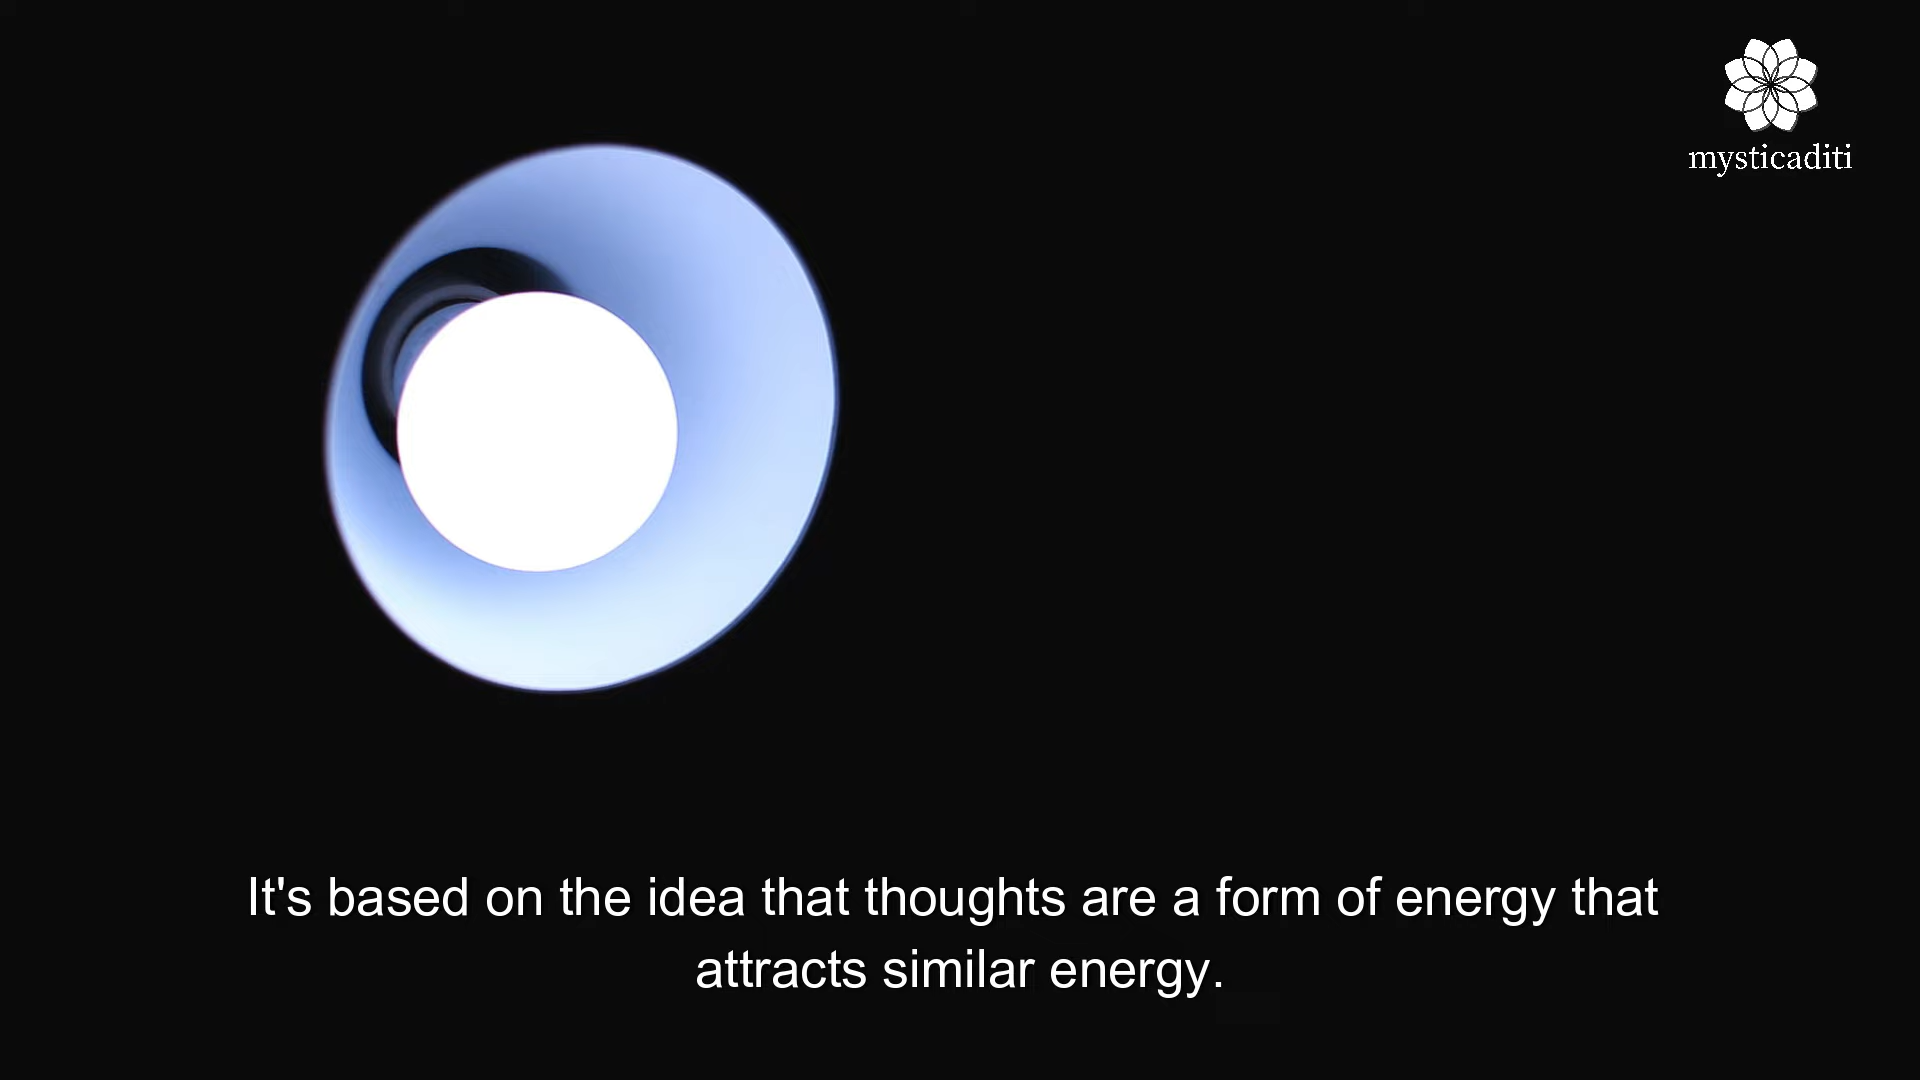 mysticaditi
It's based on the idea that thoughts are a form of energy that
attracts similar energy.